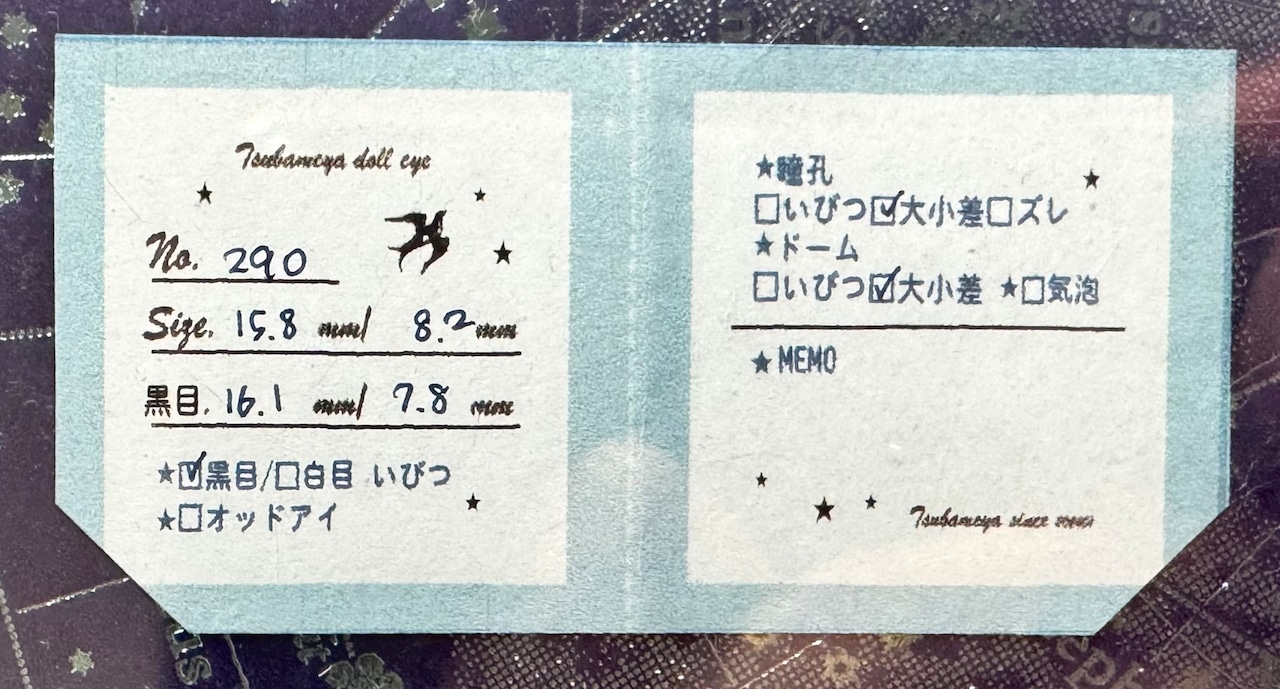 Tsubameya doll eye
No. 290
Size. 15.8 mm/ 8.2 mm
黒目. 16.1 mm/ 7.8 mm
★☑黒目/□白目 いびつ
★□オッドアイ
★瞳孔
□いびつ☑大小差□ズレ
★ドーム
□いびつ☑大小差 ★□気泡
★MEMO
Tsubameya since